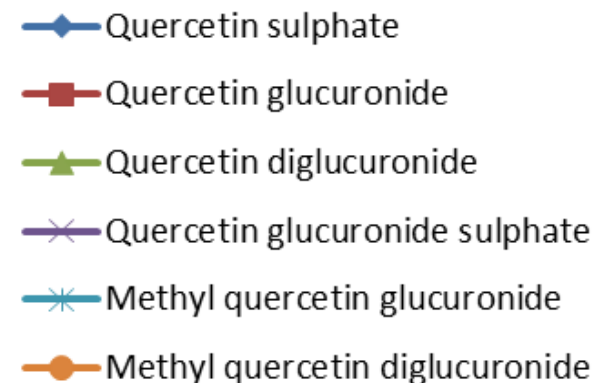 Quercetin sulphate
Quercetin glucuronide
Quercetin diglucuronide
Quercetin glucuronide sulphate
Methyl quercetin glucuronide
Methyl quercetin diglucuronide